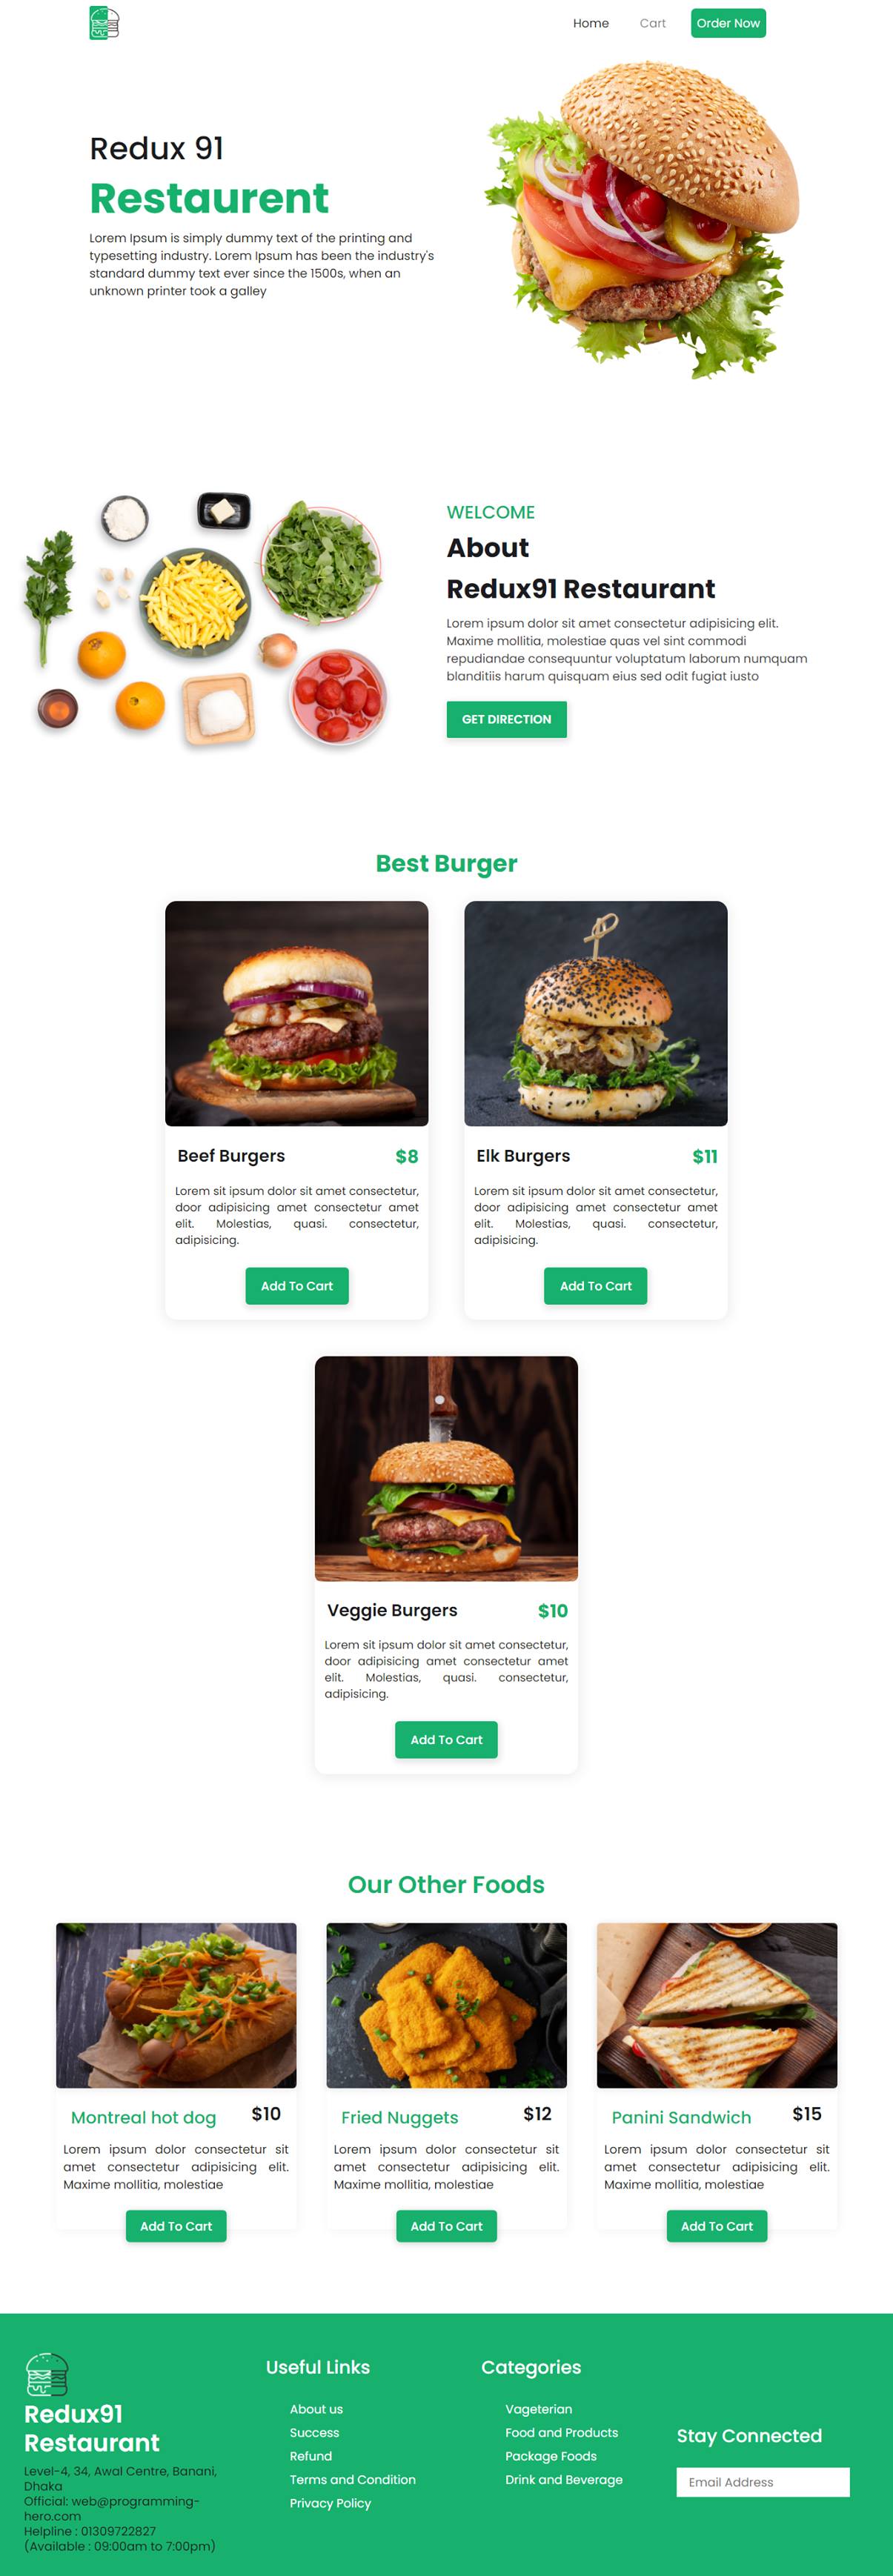 Home
Cart
Order Now
Redux 91
Restaurent
Lorem Ipsum is simply dummy text of the printing and
typesetting industry. Lorem Ipsum has been the industry's
standard dummy text ever since the 1500s, when an
unknown printer took a galley
WELCOME
About
Redux91 Restaurant
Lorem ipsum dolor sit amet consectetur adipisicing elit.
Maxime mollitia, molestiae quas vel sint commodi
repudiandae consequuntur voluptatum laborum numquam
blanditiis harum quisquam eius sed odit fugiat iusto
GET DIRECTION
Best Burger
Beef Burgers
$8
Lorem sit ipsum dolor sit amet consectetur,
door adipisicing amet consectetur amet
elit. Molestias, quasi. consectetur,
adipisicing.
Add To Cart
Elk Burgers
$11
Lorem sit ipsum dolor sit amet consectetur,
door adipisicing amet consectetur amet
elit. Molestias, quasi. consectetur,
adipisicing.
Add To Cart
Veggie Burgers
$10
Lorem sit ipsum dolor sit amet consectetur,
door adipisicing amet consectetur amet
elit. Molestias, quasi. consectetur,
adipisicing.
Add To Cart
Our Other Foods
Montreal hot dog
$10
Lorem ipsum dolor consectetur sit
amet consectetur adipisicing elit.
Maxime mollitia, molestiae
Add To Cart
Fried Nuggets
$12
Lorem ipsum dolor consectetur sit
amet consectetur adipisicing elit.
Maxime mollitia, molestiae
Add To Cart
Panini Sandwich
$15
Lorem ipsum dolor consectetur sit
amet consectetur adipisicing elit.
Maxime mollitia, molestiae
Add To Cart
Redux91
Restaurant
Level-4, 34, Awal Centre, Banani,
Dhaka
Official: web@programming-
hero.com
Helpline : 01309722827
(Available : 09:00am to 7:00pm)
Useful Links
About us
Success
Refund
Terms and Condition
Privacy Policy
Categories
Vageterian
Food and Products
Package Foods
Drink and Beverage
Stay Connected
Email Address